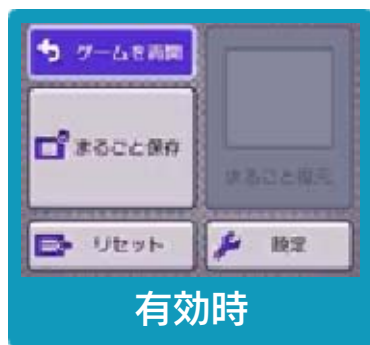 ゲームを再開
まるごと保存
まるごと復元
リセット
設定
有効時